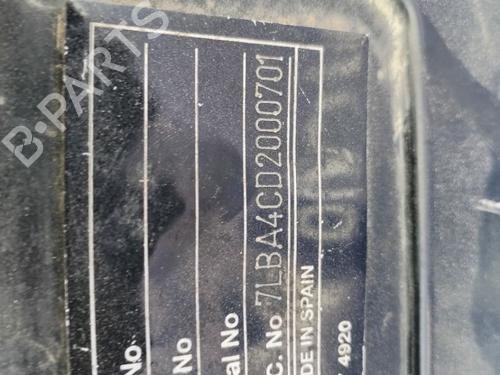 No
No
al No
C. No 7LBA4CD2000701
DE IN SPAIN
4920
B-PARTS